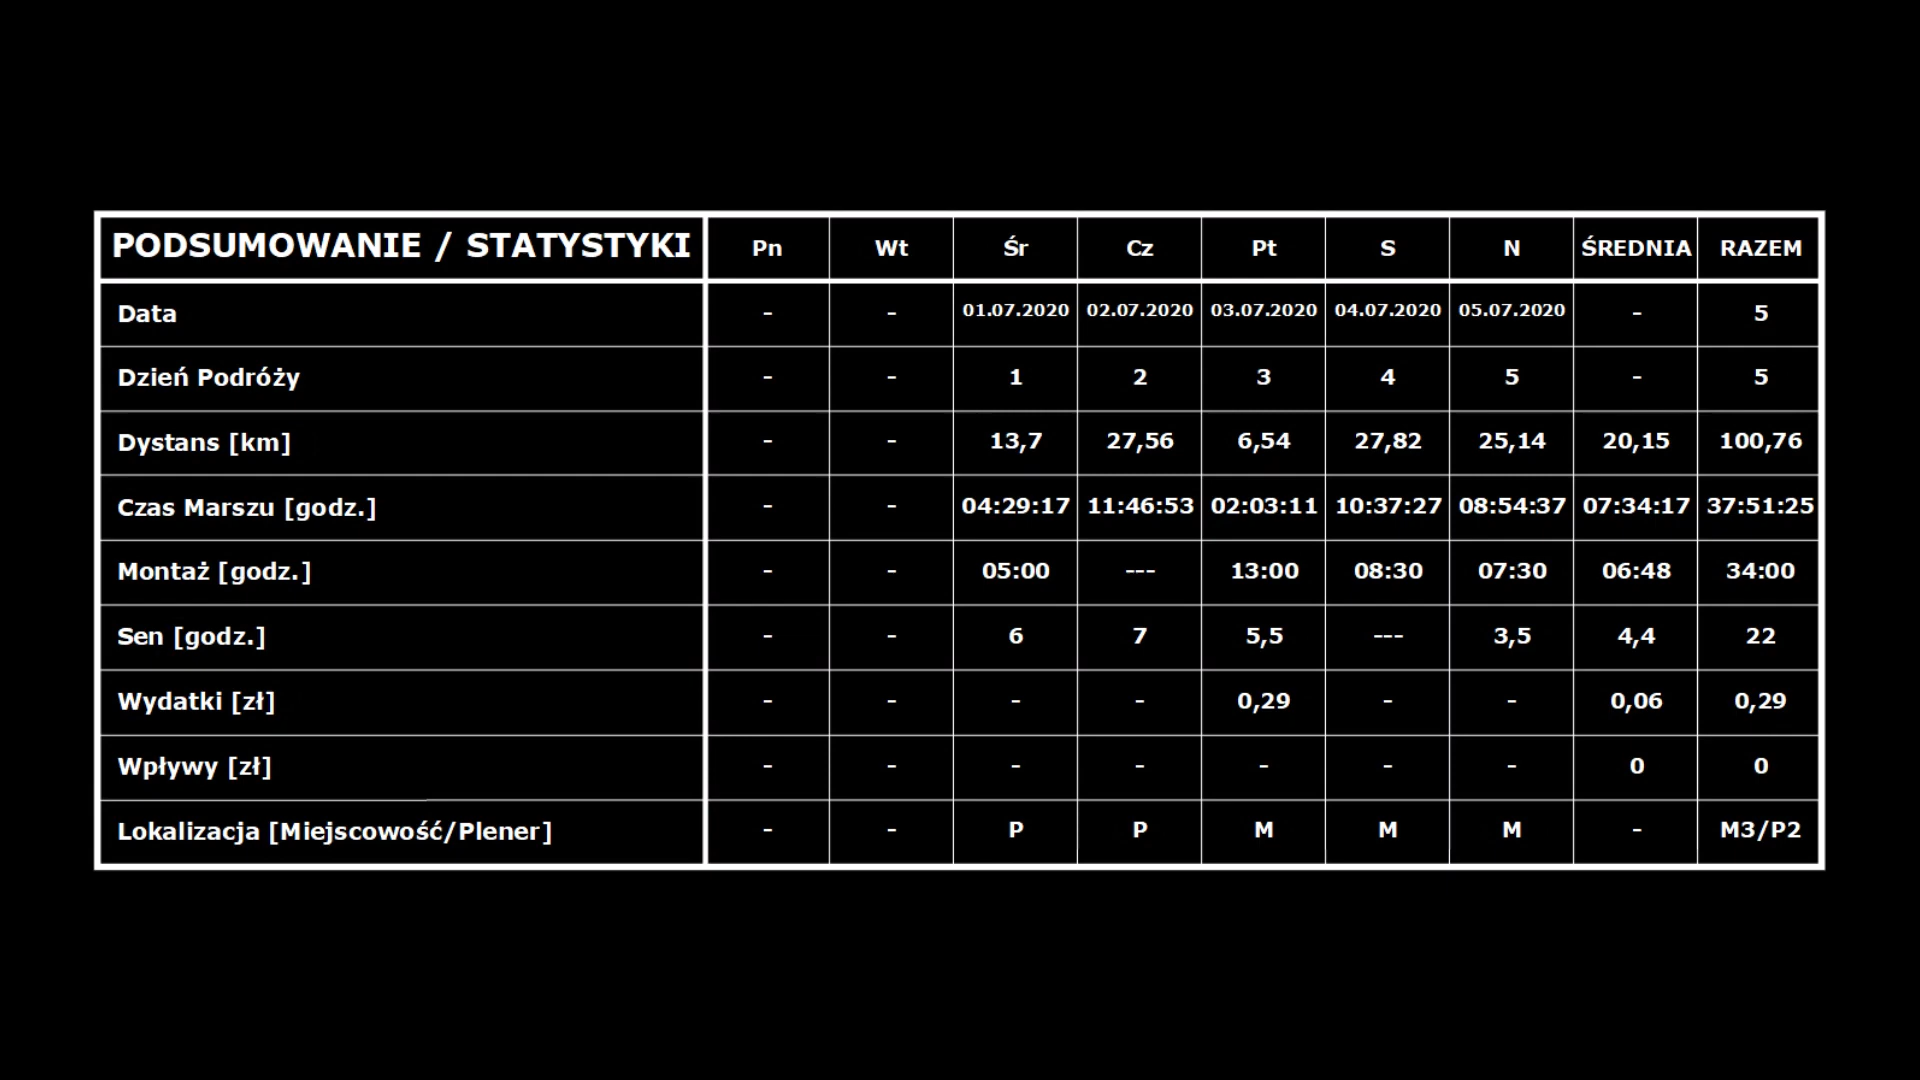 PODSUMOWANIE / STATYSTYKI Pn Wt Śr Cz Pt S N ŚREDNIA RAZEM
Data - - 01.07.2020 02.07.2020 03.07.2020 04.07.2020 05.07.2020 - 5
Dzień Podróży - - 1 2 3 4 5 - 5
Dystans [km] - - 13,7 27,56 6,54 27,82 25,14 20,15 100,76
Czas Marszu [godz.] - - 04:29:17 11:46:53 02:03:11 10:37:27 08:54:37 07:34:17 37:51:25
Montaż [godz.] - - 05:00 --- 13:00 08:30 07:30 06:48 34:00
Sen [godz.] - - 6 7 5,5 --- 3,5 4,4 22
Wydatki [zł] - - - - 0,29 - - 0,06 0,29
Wpływy [zł] - - - - - - - 0 0
Lokalizacja [Miejscowość/Plener] - - P P M M M - M3/P2